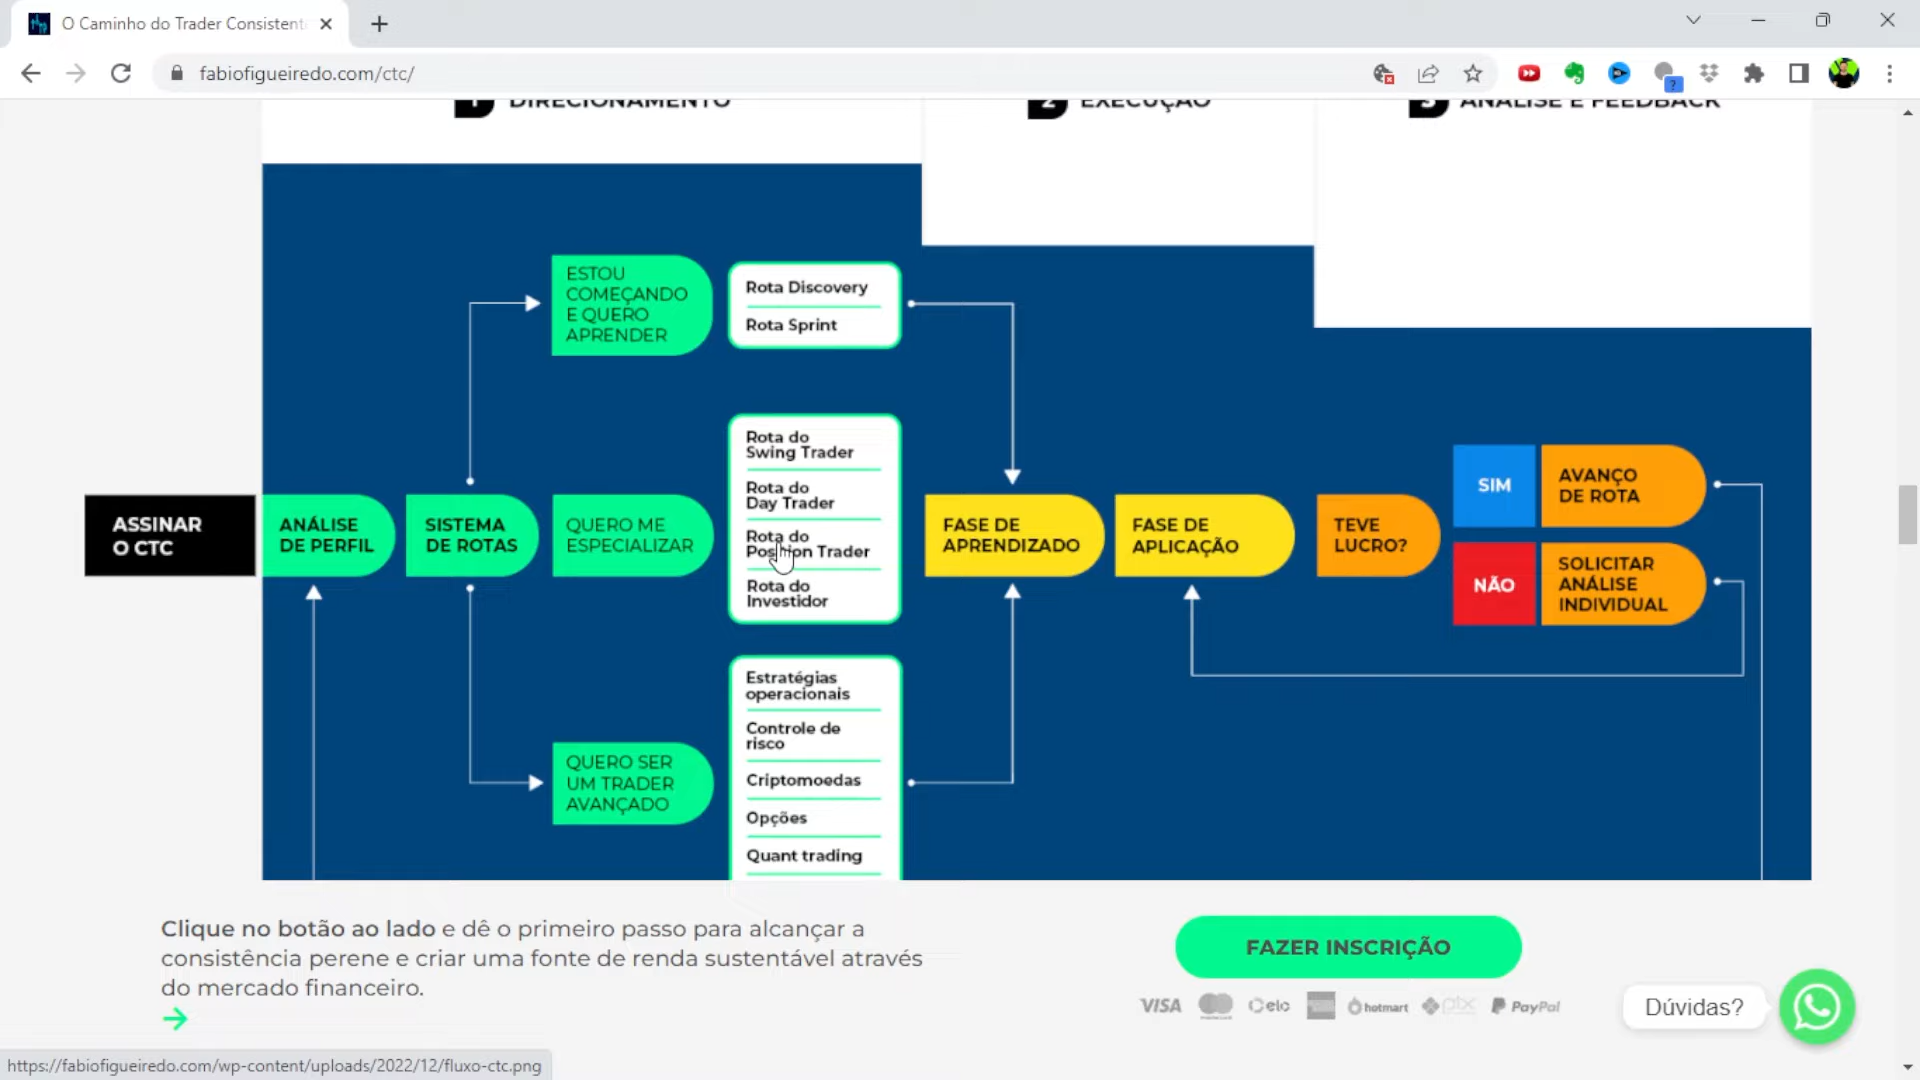 O Caminho do Trader Consistent
fabiofigueiredo.com/ctc/
1 DIRECIONAMENTO
2 EXECUÇÃO
3 ANÁLISE E FEEDBACK
ESTOU
COMEÇANDO
E QUERO
APRENDER
Rota Discovery
Rota Sprint
Rota do
Swing Trader
Rota do
Day Trader
Rota do
Position Trader
Rota do
Investidor
ASSINAR
O CTC
ANÁLISE
DE PERFIL
SISTEMA
DE ROTAS
QUERO ME
ESPECIALIZAR
FASE DE
APRENDIZADO
FASE DE
APLICAÇÃO
TEVE
LUCRO?
SIM
AVANÇO
DE ROTA
NÃO
SOLICITAR
ANÁLISE
INDIVIDUAL
QUERO SER
UM TRADER
AVANÇADO
Estratégias
operacionais
Controle de
risco
Criptomoedas
Opções
Quant trading
Clique no botão ao lado e dê o primeiro passo para alcançar a
consistência perene e criar uma fonte de renda sustentável através
do mercado financeiro.
FAZER INSCRIÇÃO
VISA mastercard elo hotmart pix PayPal
Dúvidas?
https://fabiofigueiredo.com/wp-content/uploads/2022/12/fluxo-ctc.png